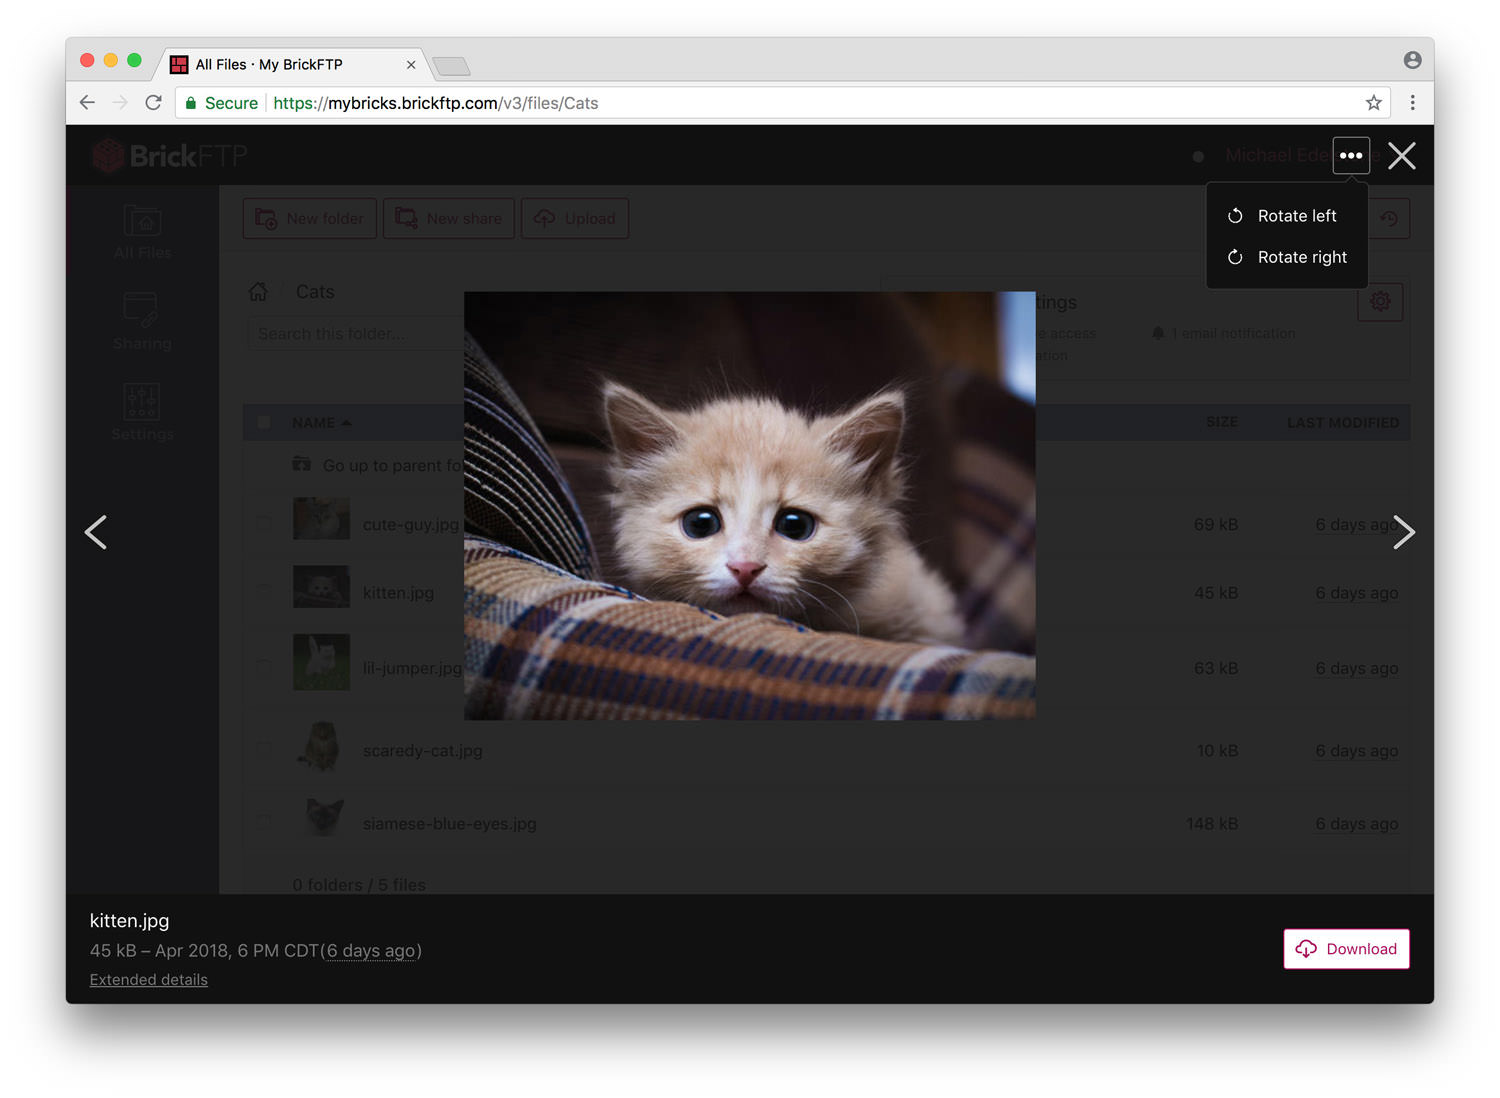 All Files · My BrickFTP
Secure https://mybricks.brickftp.com/v3/files/Cats
BrickFTP
Michael Ede
New folder
New share
Upload
Rotate left
Rotate right
All Files
Sharing
Settings
Cats
Search this folder...
tings
e access
ation
1 email notification
NAME SIZE LAST MODIFIED
Go up to parent fo
cute-guy.jpg 69 kB 6 days ago
kitten.jpg 45 kB 6 days ago
lil-jumper.jpg 63 kB 6 days ago
scaredy-cat.jpg 10 kB 6 days ago
siamese-blue-eyes.jpg 148 kB 6 days ago
0 folders / 5 files
kitten.jpg
45 kB – Apr 2018, 6 PM CDT(6 days ago)
Extended details
Download